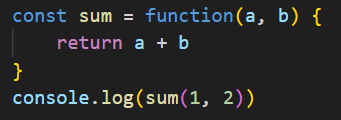 const sum = function(a, b) {
    return a + b
}
console.log(sum(1, 2))